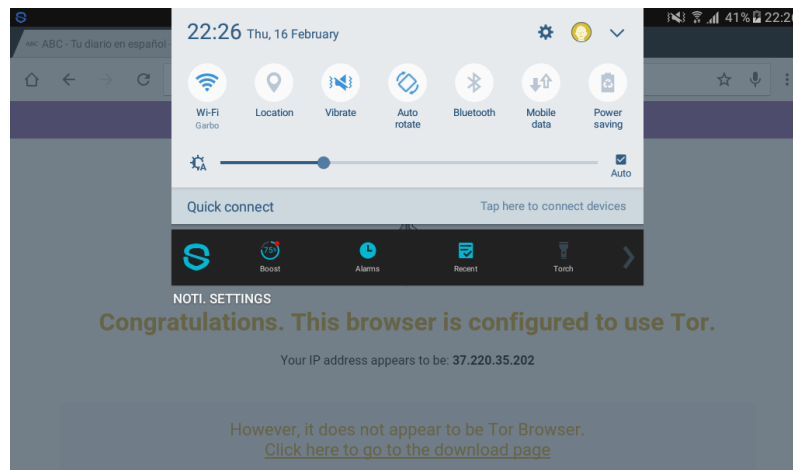 41% 22:26
ABC ABC - Tu diario en español -
22:26 Thu, 16 February
Wi-Fi
Garbo
Location
Vibrate
Auto
rotate
Bluetooth
Mobile
data
Power
saving
A
Auto
Quick connect Tap here to connect devices
75%
Boost
Alarms
Recent
Torch
NOTI. SETTINGS
Congratulations. This browser is configured to use Tor.
Your IP address appears to be: 37.220.35.202
However, it does not appear to be Tor Browser.
Click here to go to the download page